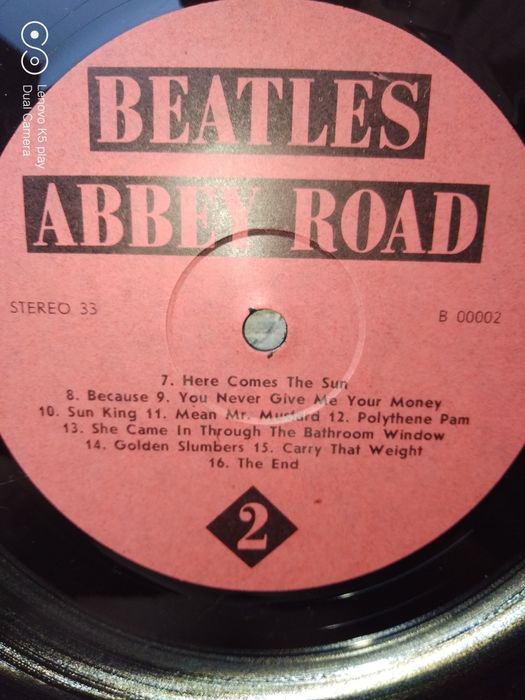 BEATLES
ABBEY ROAD
STEREO 33
B 00002
7. Here Comes The Sun
8. Because 9. You Never Give Me Your Money
10. Sun King 11. Mean Mr. Mustard 12. Polythene Pam
13. She Came In Through The Bathroom Window
14. Golden Slumbers 15. Carry That Weight
16. The End
2
Lenovo K5 play
Dual Camera